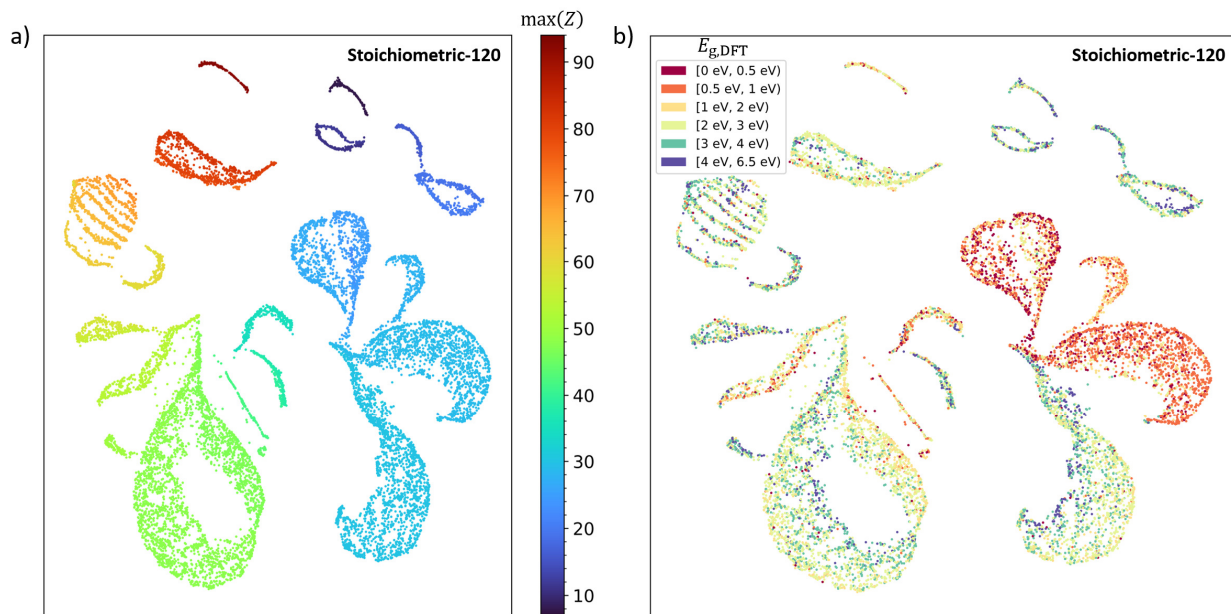 a)
Stoichiometric-120
max(Z)
90
80
70
60
50
40
30
20
10
b)
E_g,DFT
Stoichiometric-120
[0 eV, 0.5 eV)
[0.5 eV, 1 eV)
[1 eV, 2 eV)
[2 eV, 3 eV)
[3 eV, 4 eV)
[4 eV, 6.5 eV)